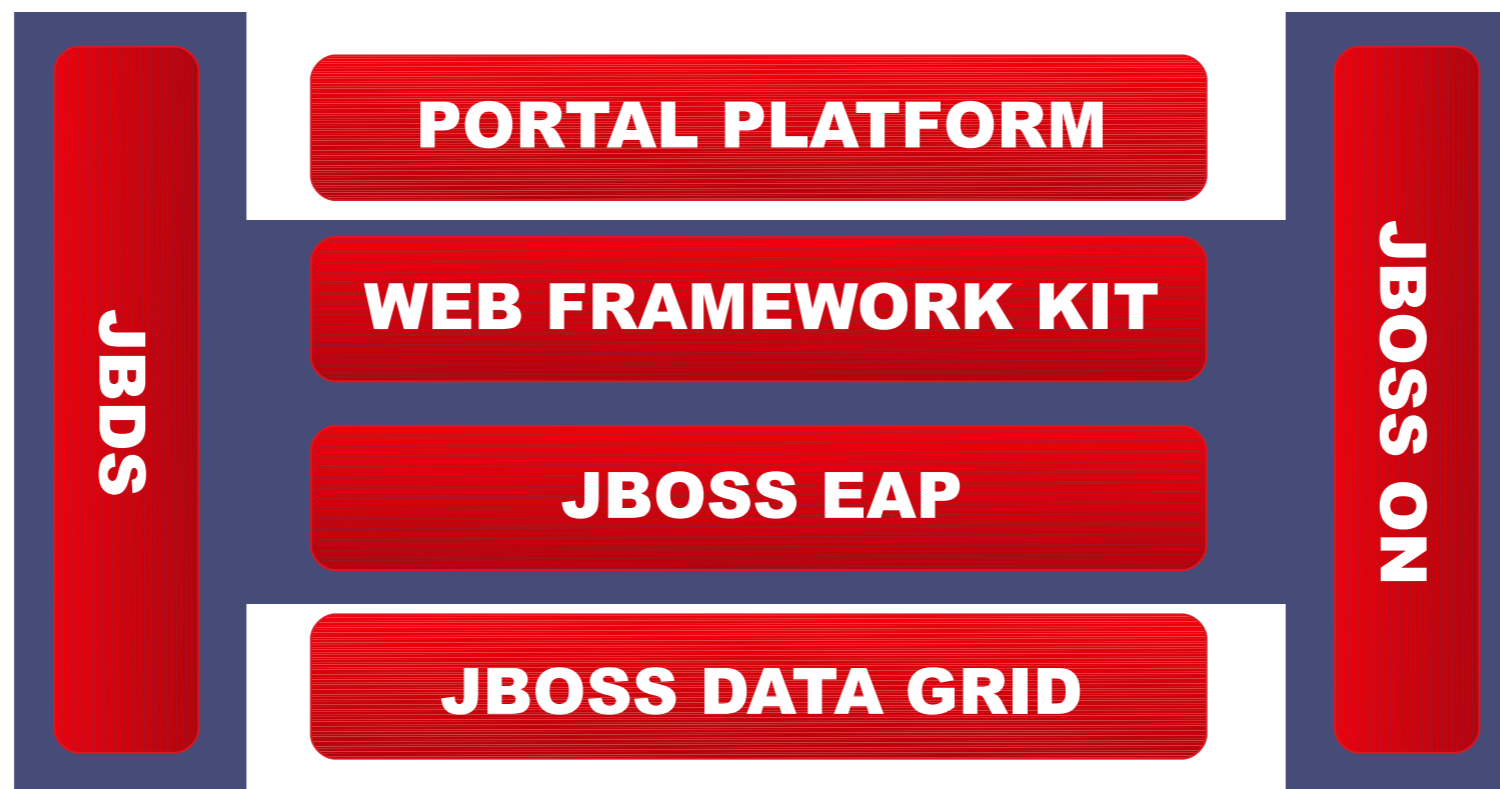 JBDS
PORTAL PLATFORM
WEB FRAMEWORK KIT
JBOSS EAP
JBOSS DATA GRID
JBOSS ON